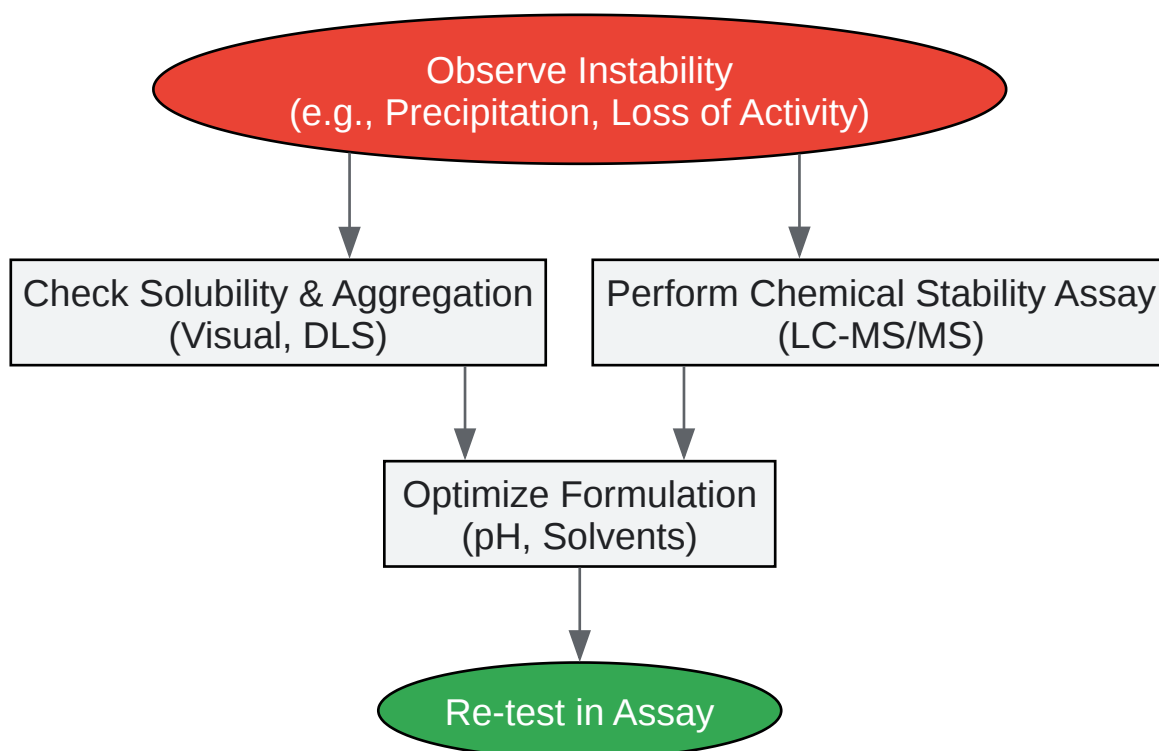 Observe Instability
(e.g., Precipitation, Loss of Activity)
Check Solubility & Aggregation
(Visual, DLS)
Perform Chemical Stability Assay
(LC-MS/MS)
Optimize Formulation
(pH, Solvents)
Re-test in Assay